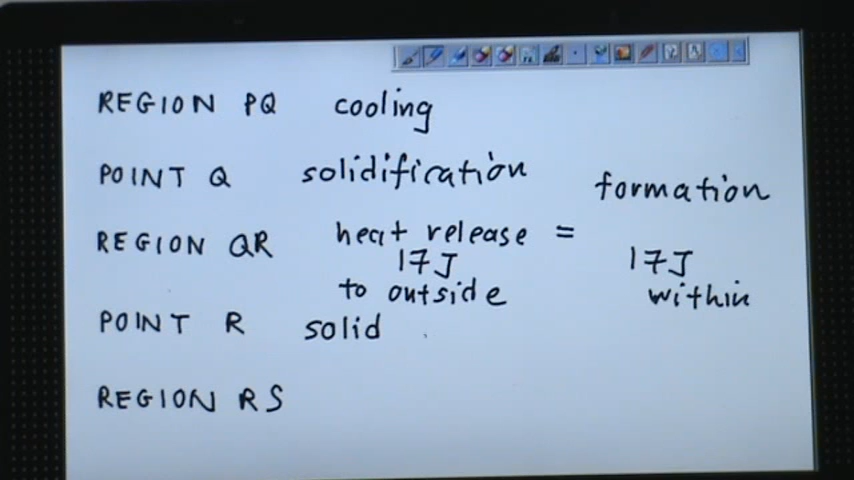 REGION PQ cooling
POINT Q solidification formation
REGION QR heat release =
17J 17J
to outside within
POINT R solid
REGION RS